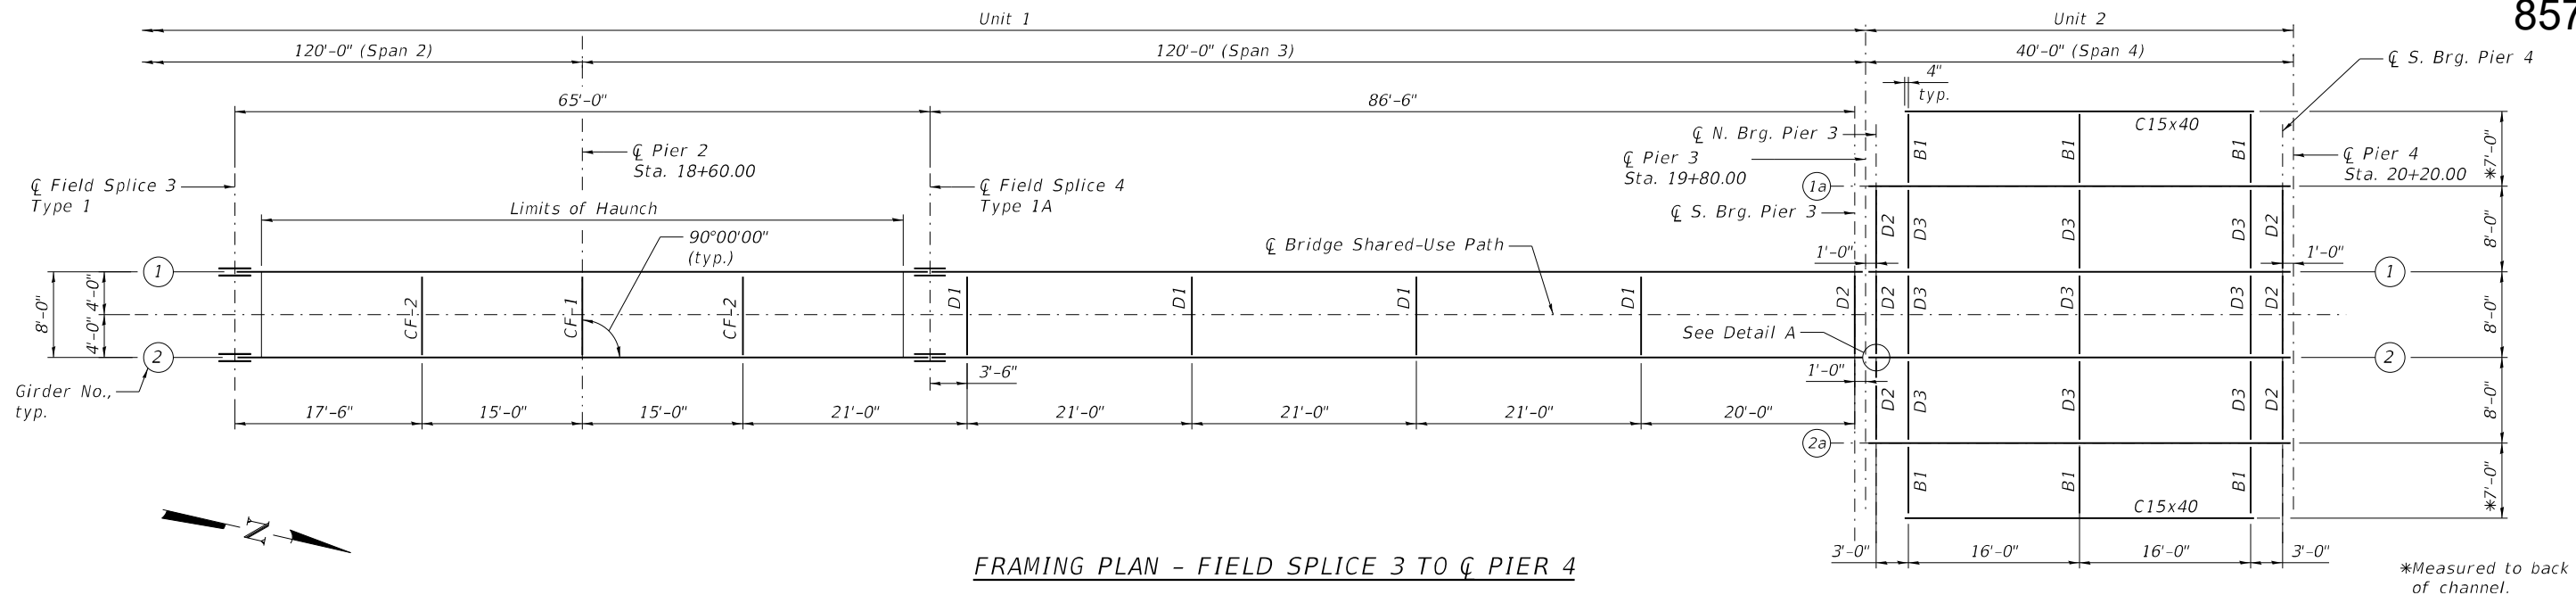 857
Unit 1
Unit 2
120'-0" (Span 2)
120'-0" (Span 3)
40'-0" (Span 4)
℄ S. Brg. Pier 4
4"
typ.
65'-0"
86'-6"
C15x40
℄ N. Brg. Pier 3
℄ Pier 2
Sta. 18+60.00
℄ Pier 3
Sta. 19+80.00
℄ Pier 4
Sta. 20+20.00
B1
B1
B1
*7'-0"
℄ Field Splice 3
Type 1
℄ Field Splice 4
Type 1A
1a
Limits of Haunch
℄ S. Brg. Pier 3
90°00'00"
(typ.)
℄ Bridge Shared-Use Path
D2
D3
D3
D3
D2
8'-0"
1'-0"
1'-0"
1
1
8'-0"
4'-0"
4'-0"
CF-2
CF-1
CF-2
D1
D1
D1
D1
D2
D2
D3
D3
D3
D2
8'-0"
See Detail A
2
2
Girder No.,
typ.
3'-6"
1'-0"
D2
D3
D3
D3
D2
8'-0"
17'-6"
15'-0"
15'-0"
21'-0"
21'-0"
21'-0"
21'-0"
20'-0"
2a
B1
B1
B1
*7'-0"
C15x40
N
3'-0"
16'-0"
16'-0"
3'-0"
FRAMING PLAN - FIELD SPLICE 3 TO ℄ PIER 4
*Measured to back
of channel.